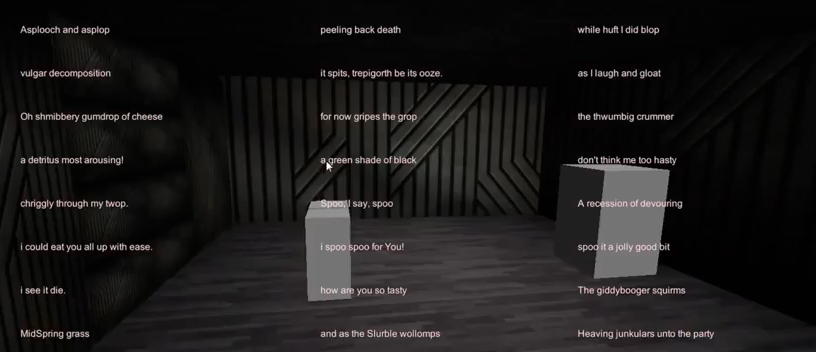 Asplooch and asplop
vulgar decomposition
Oh shmibbery gumdrop of cheese
a detritus most arousing!
chriggly through my twop.
i could eat you all up with ease.
i see it die.
MidSpring grass
peeling back death
it spits, trepigorth be its ooze.
for now gripes the grop
a green shade of black
Spoo, I say, spoo
i spoo spoo for You!
how are you so tasty
and as the Slurble wollomps
while huft I did blop
as I laugh and gloat
the thwumbig crummer
don't think me too hasty
A recession of devouring
spoo it a jolly good bit
The giddybooger squirms
Heaving junkulars unto the party